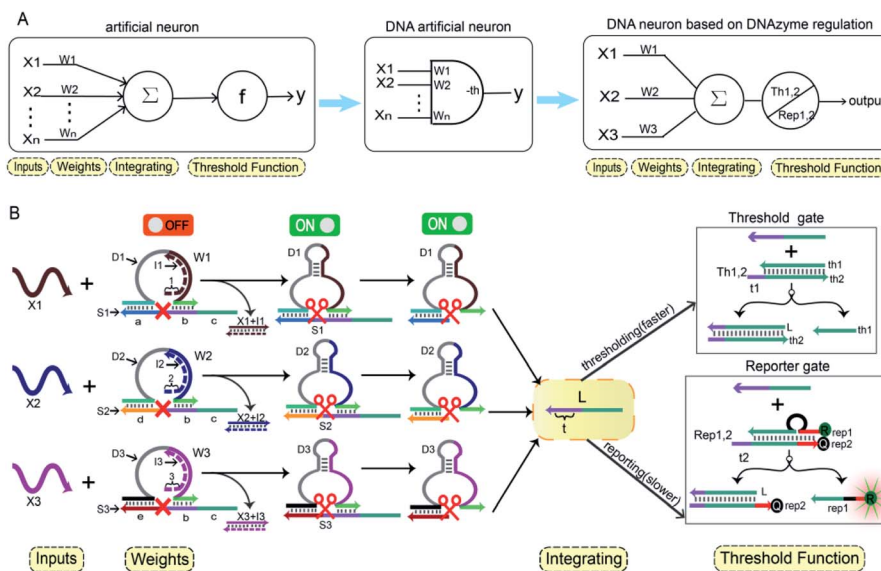 A
artificial neuron
X1 W1
X2 W2
Xn Wn
Σ
f
y
Inputs Weights Integrating Threshold Function
DNA artificial neuron
X1 W1
X2 W2
Xn Wn
-th
y
DNA neuron based on DNAzyme regulation
X1 W1
X2 W2
X3 W3
Σ
Th1,2
Rep1,2
output
Inputs Weights Integrating Threshold Function
B
OFF ON ON
X1 + D1 I1 W1 1
S1 a b c
X1+I1
D1 S1
D1
X2 + D2 I2 W2 2
S2 d b c
X2+I2
D2 S2
D2
X3 + D3 I3 W3 3
S3 e b c
X3+I3
D3 S3
D3
L
t
thresholding(faster)
reporting(slower)
Threshold gate
+
Th1,2 th1
th2
t1
L
th2 th1
Reporter gate
+
R rep1
Rep1,2 Q rep2
t2
L
Q rep2 rep1 R
Inputs Weights Integrating Threshold Function